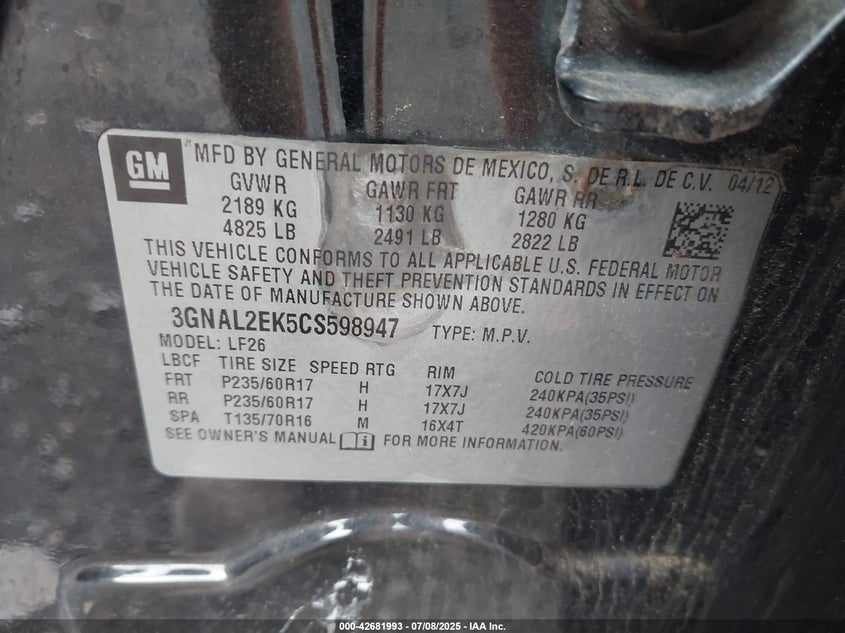 GM
MFD BY GENERAL MOTORS DE MEXICO, S. DE R.L. DE C.V. 04/12
GVWR GAWR FRT GAWR RR
2189 KG 1130 KG 1280 KG
4825 LB 2491 LB 2822 LB
THIS VEHICLE CONFORMS TO ALL APPLICABLE U.S. FEDERAL MOTOR
VEHICLE SAFETY AND THEFT PREVENTION STANDARDS IN EFFECT ON
THE DATE OF MANUFACTURE SHOWN ABOVE.
3GNAL2EK5CS598947 TYPE: M.P.V.
MODEL: LF26
LBCF TIRE SIZE SPEED RTG RIM COLD TIRE PRESSURE
FRT P235/60R17 H 17X7J 240KPA(35PSI)
RR P235/60R17 H 17X7J 240KPA(35PSI)
SPA T135/70R16 M 16X4T 420KPA(60PSI)
SEE OWNER'S MANUAL i FOR MORE INFORMATION.
000-42681993 | 07/08/2025 - IAA Inc.